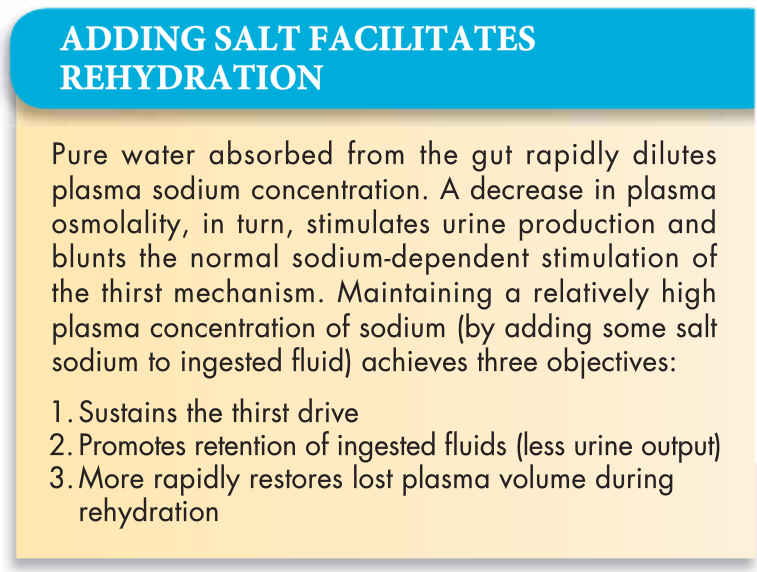 ADDING SALT FACILITATES
REHYDRATION
Pure water absorbed from the gut rapidly dilutes
plasma sodium concentration. A decrease in plasma
osmolality, in turn, stimulates urine production and
blunts the normal sodium-dependent stimulation of
the thirst mechanism. Maintaining a relatively high
plasma concentration of sodium (by adding some salt
sodium to ingested fluid) achieves three objectives:
1. Sustains the thirst drive
2. Promotes retention of ingested fluids (less urine output)
3. More rapidly restores lost plasma volume during
rehydration